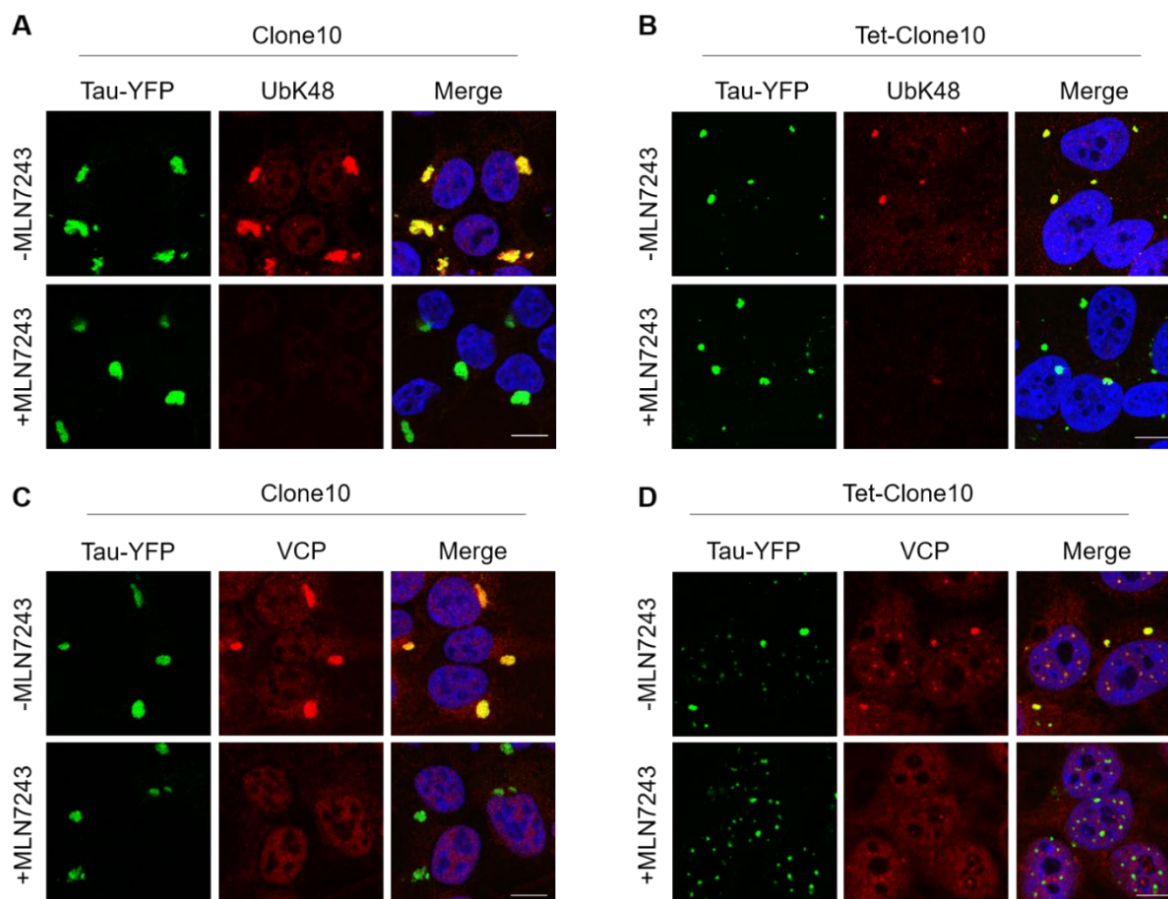 A
Clone10
Tau-YFP UbK48 Merge
-MLN7243
+MLN7243
B
Tet-Clone10
Tau-YFP UbK48 Merge
-MLN7243
+MLN7243
C
Clone10
Tau-YFP VCP Merge
-MLN7243
+MLN7243
D
Tet-Clone10
Tau-YFP VCP Merge
-MLN7243
+MLN7243